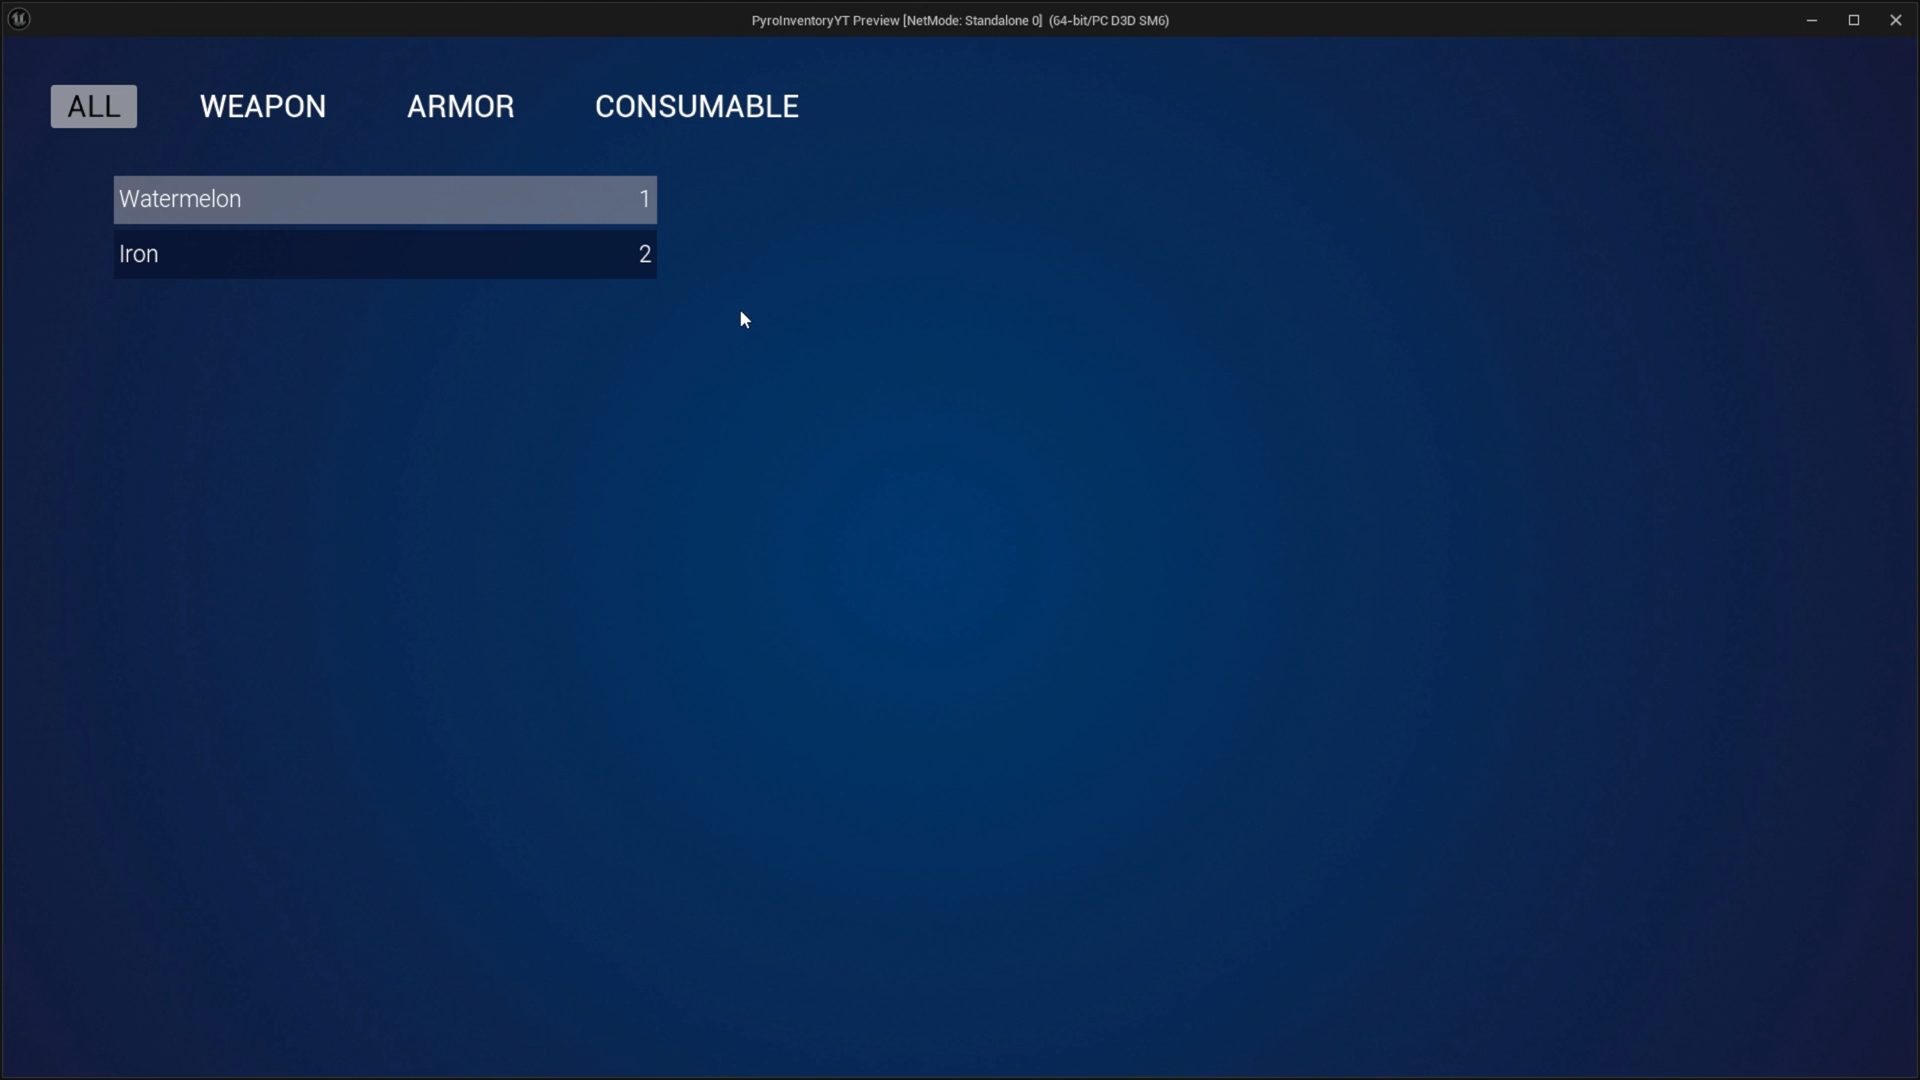 PyroInventoryYT Preview [NetMode: Standalone 0] (64-bit/PC D3D SM6)
ALL WEAPON ARMOR CONSUMABLE
Watermelon 1
Iron 2